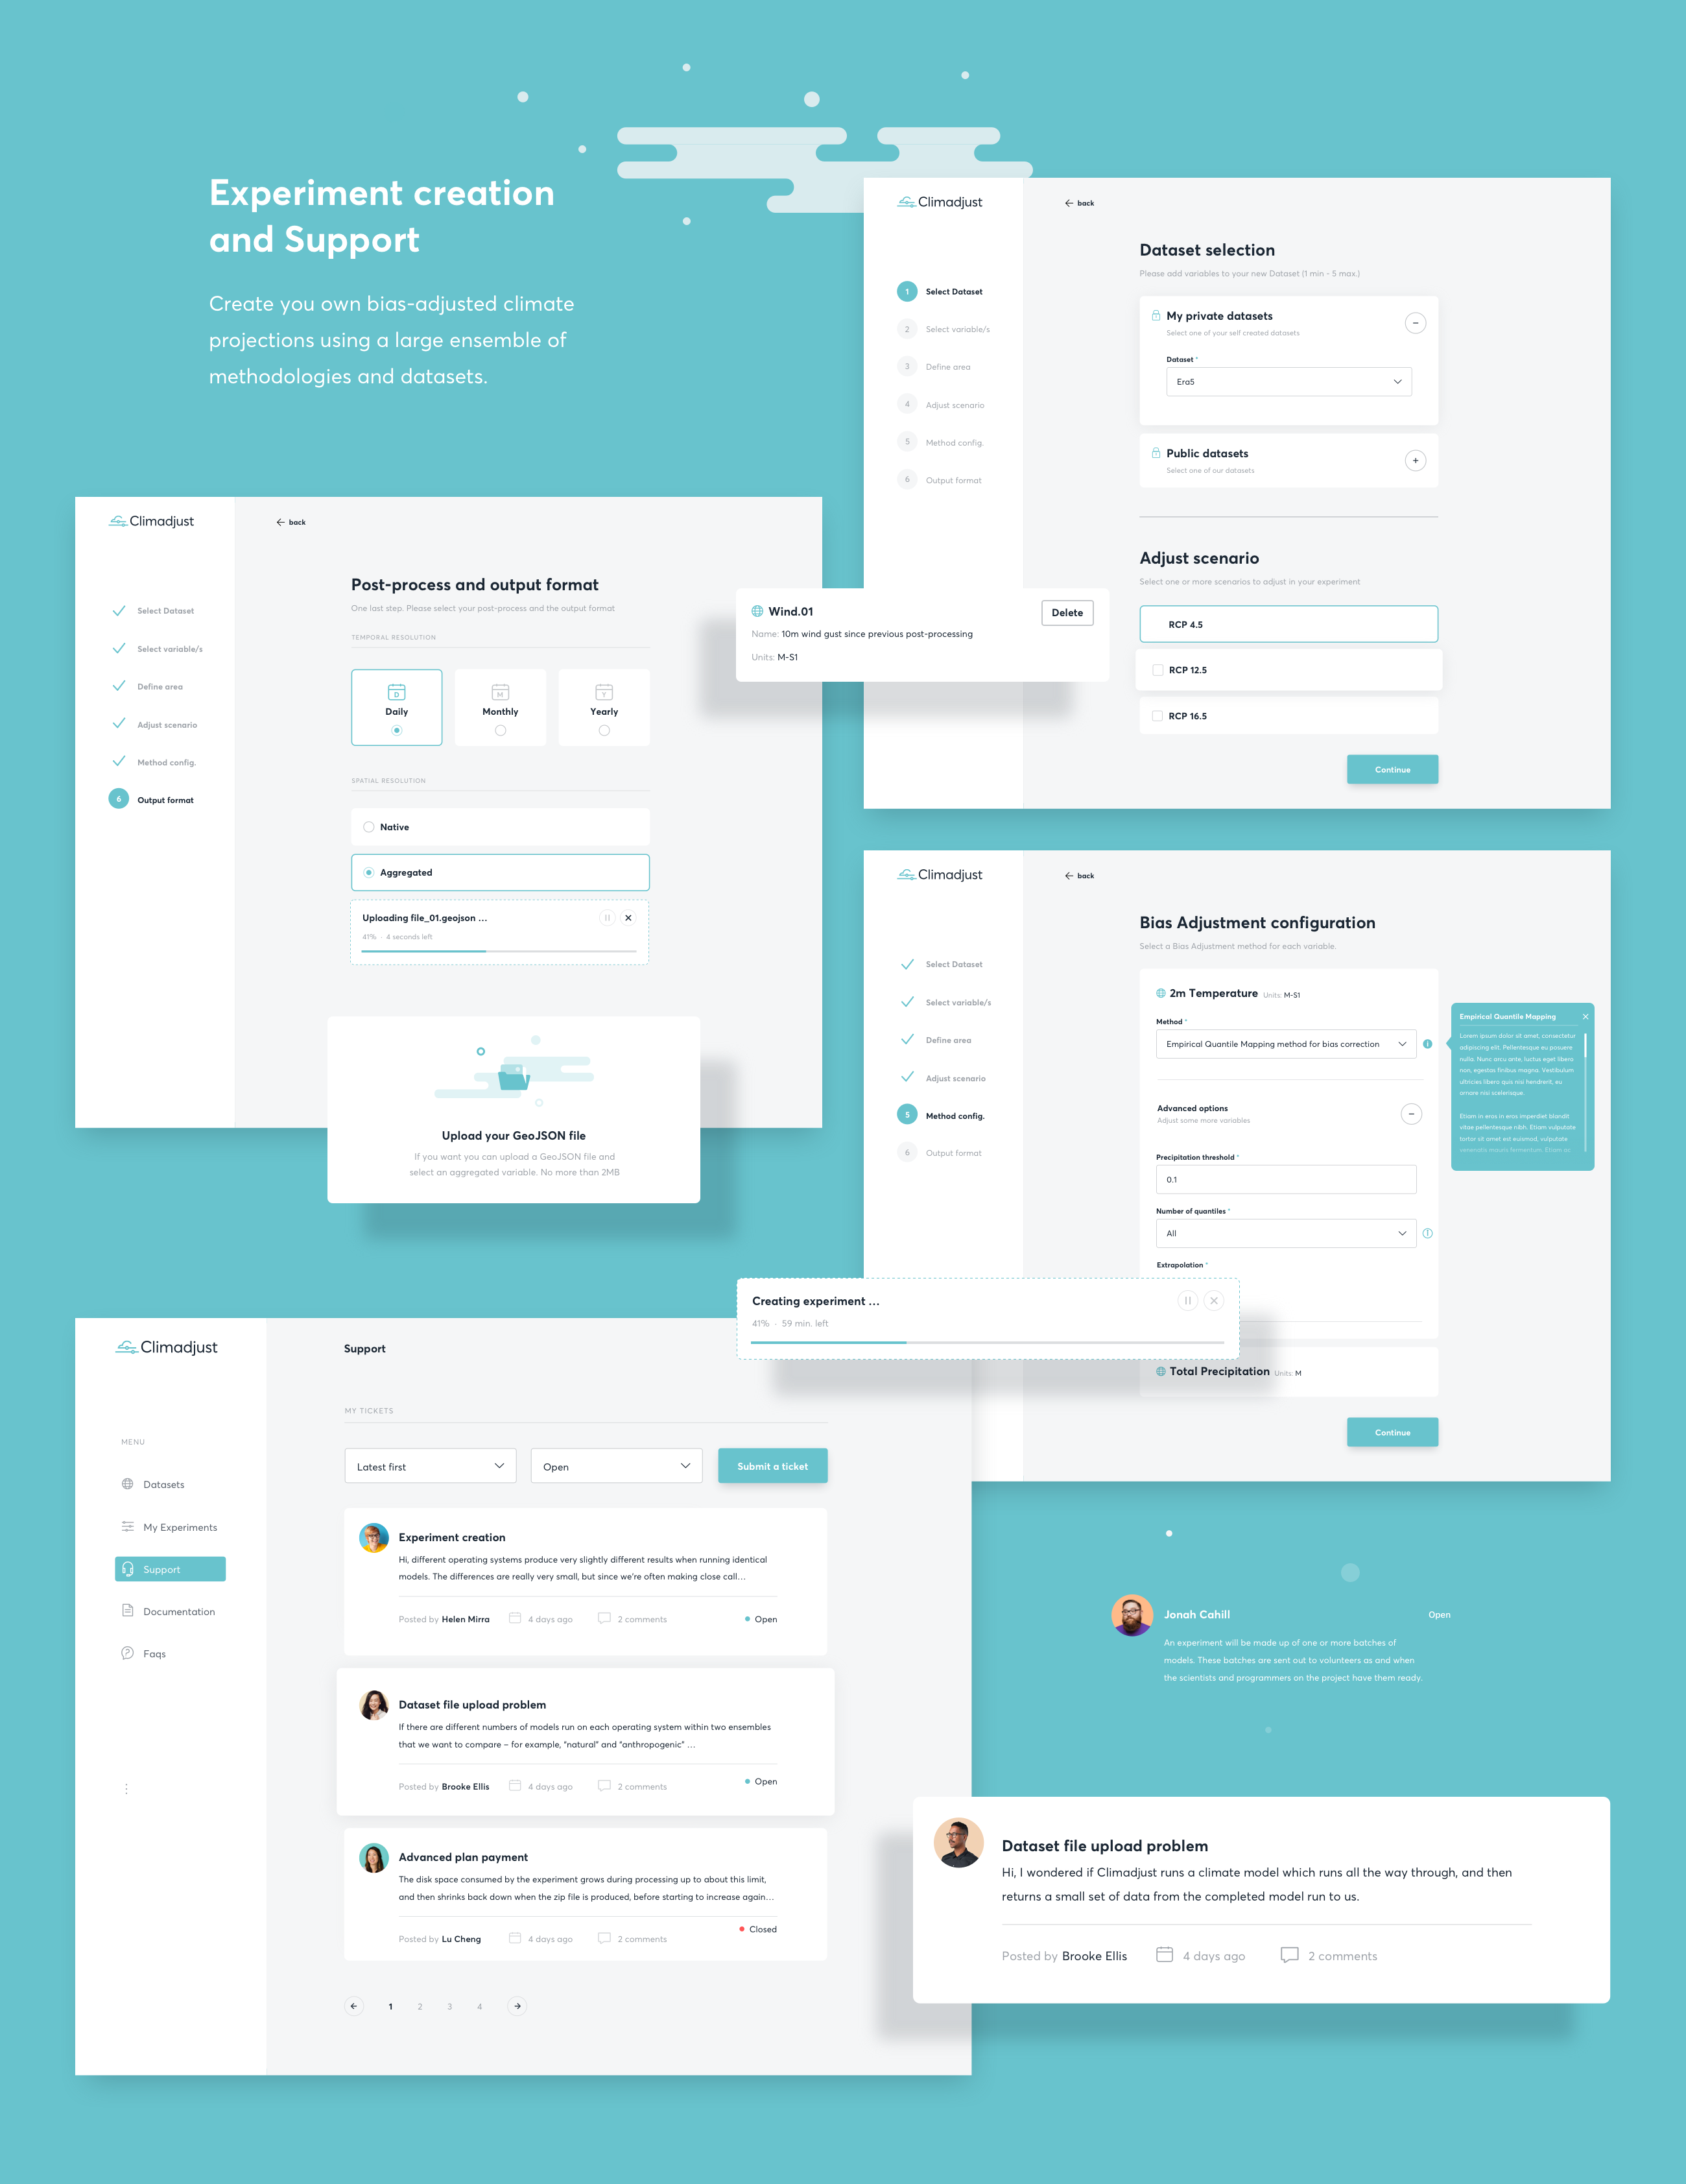 Experiment creation
and Support
Create you own bias-adjusted climate
projections using a large ensemble of
methodologies and datasets.
Climadjust
back
1 Select Dataset
2 Select variable/s
3 Define area
4 Adjust scenario
5 Method config.
6 Output format
Dataset selection
Please add variables to your new Dataset (1 min - 5 max.)
My private datasets
Select one of your self created datasets
Dataset *
Era5
Public datasets
Select one of our datasets
Adjust scenario
Select one or more scenarios to adjust in your experiment
RCP 4.5
RCP 12.5
RCP 16.5
Continue
Wind.01
Delete
Name: 10m wind gust since previous post-processing
Units: M-S1
Climadjust
back
Select Dataset
Select variable/s
Define area
Adjust scenario
Method config.
6 Output format
Post-process and output format
One last step. Please select your post-process and the output format
TEMPORAL RESOLUTION
D
Daily
M
Monthly
Y
Yearly
SPATIAL RESOLUTION
Native
Aggregated
Uploading file_01.geojson ...
41% · 4 seconds left
Upload your GeoJSON file
If you want you can upload a GeoJSON file and
select an aggregated variable. No more than 2MB
Climadjust
back
Select Dataset
Select variable/s
Define area
Adjust scenario
5 Method config.
6 Output format
Bias Adjustment configuration
Select a Bias Adjustment method for each variable.
2m Temperature Units: M-S1
Method *
Empirical Quantile Mapping method for bias correction
Advanced options
Adjust some more variables
Precipitation threshold *
0.1
Number of quantiles *
All
Extrapolation *
Total Precipitation Units: M
Continue
Empirical Quantile Mapping
Lorem ipsum dolor sit amet, consectetur
adipiscing elit. Pellentesque eu posuere
nulla. Nunc arcu ante, luctus eget libero
non, egestas finibus magna. Vestibulum
ultricies libero quis nisi hendrerit, eu
ornare nisi scelerisque.
Etiam in eros in eros imperdiet blandit
vitae pellentesque nibh. Etiam vulputate
tortor sit amet est euismod, vulputate
venenatis mauris fermentum. Etiam ac
Creating experiment ...
41% · 59 min. left
Climadjust
MENU
Datasets
My Experiments
Support
Documentation
Faqs
Support
MY TICKETS
Latest first
Open
Submit a ticket
Experiment creation
Hi, different operating systems produce very slightly different results when running identical
models. The differences are really very small, but since we're often making close call...
Posted by Helen Mirra 4 days ago 2 comments Open
Dataset file upload problem
If there are different numbers of models run on each operating system within two ensembles
that we want to compare – for example, "natural" and "anthropogenic" ...
Posted by Brooke Ellis 4 days ago 2 comments Open
Advanced plan payment
The disk space consumed by the experiment grows during processing up to about this limit,
and then shrinks back down when the zip file is produced, before starting to increase again...
Posted by Lu Cheng 4 days ago 2 comments Closed
1 2 3 4
Jonah Cahill
Open
An experiment will be made up of one or more batches of
models. These batches are sent out to volunteers as and when
the scientists and programmers on the project have them ready.
Dataset file upload problem
Hi, I wondered if Climadjust runs a climate model which runs all the way through, and then
returns a small set of data from the completed model run to us.
Posted by Brooke Ellis 4 days ago 2 comments